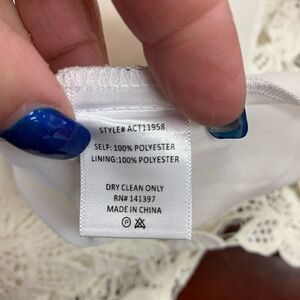 STYLE# ACT11958
SELF: 100% POLYESTER
LINING:100% POLYESTER
DRY CLEAN ONLY
RN# 141397
MADE IN CHINA
P